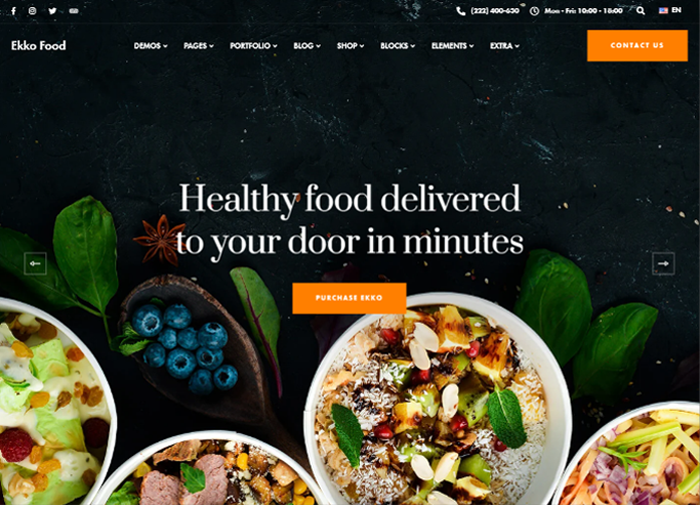 (222) 400-630 Mon - Fri: 10:00 - 18:00 EN
Ekko Food DEMOS PAGES PORTFOLIO BLOG SHOP BLOCKS ELEMENTS EXTRA CONTACT US
Healthy food delivered
to your door in minutes
PURCHASE EKKO